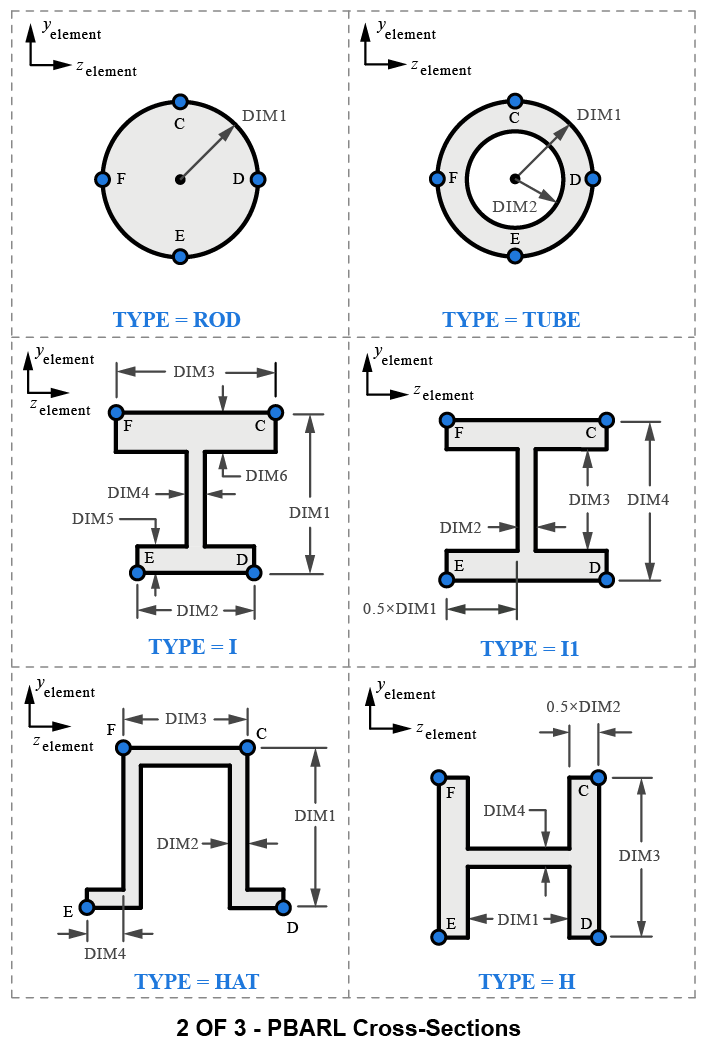 y element
z element
C
DIM1
F
D
E
TYPE = ROD
y element
z element
C
DIM1
F
D
DIM2
E
TYPE = TUBE
y element
z element
DIM3
F
C
DIM6
DIM4
DIM1
DIM5
E
D
DIM2
TYPE = I
y element
z element
F
C
DIM3
DIM4
DIM2
E
D
0.5×DIM1
TYPE = I1
y element
z element
F
DIM3
C
DIM1
DIM2
E
D
DIM4
TYPE = HAT
y element
z element
0.5×DIM2
F
C
DIM4
DIM3
E
DIM1
D
TYPE = H
2 OF 3 - PBARL Cross-Sections